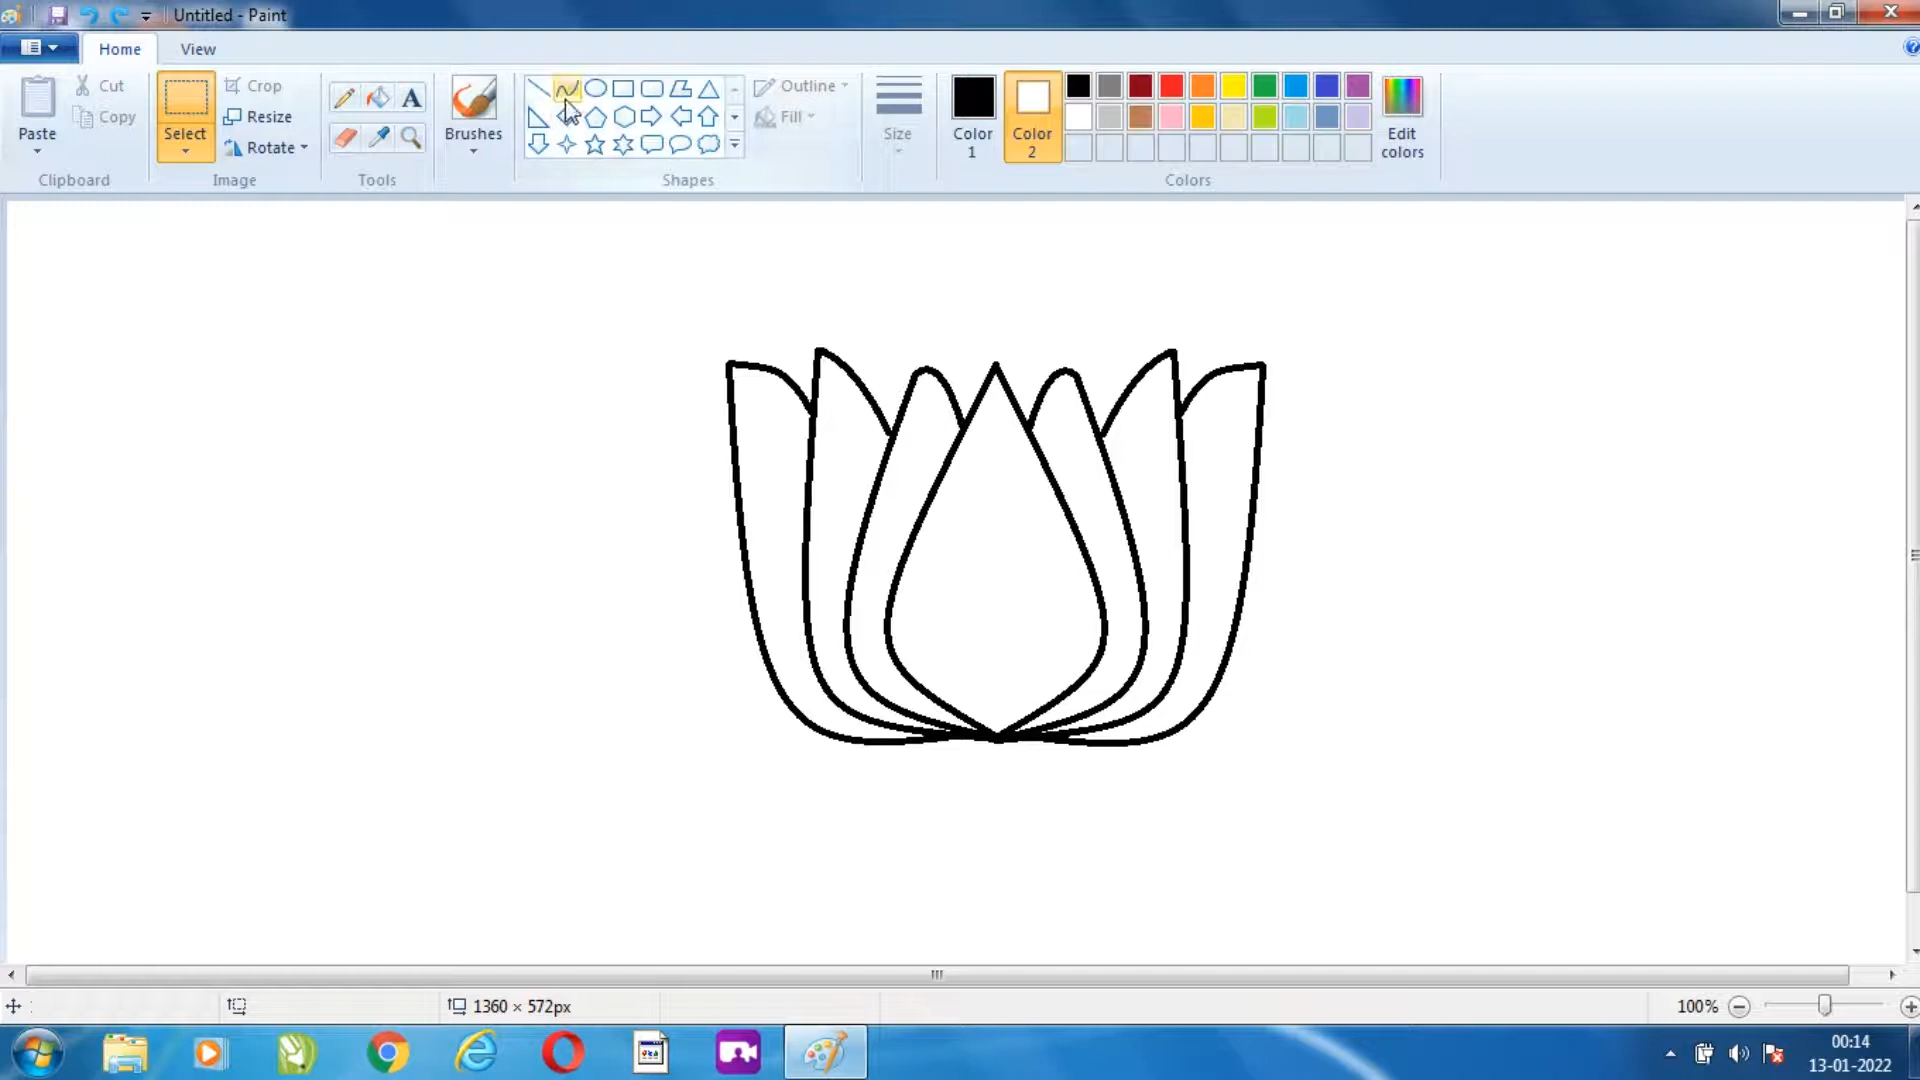 Untitled - Paint
Home View
Paste
Cut
Copy
Clipboard
Select
Crop
Resize
Rotate
Image
A
Tools
Brushes
Shapes
Outline
Fill
Size
Color 1
Color 2
Edit colors
Colors
1360 × 572px
100%
00:14
13-01-2022